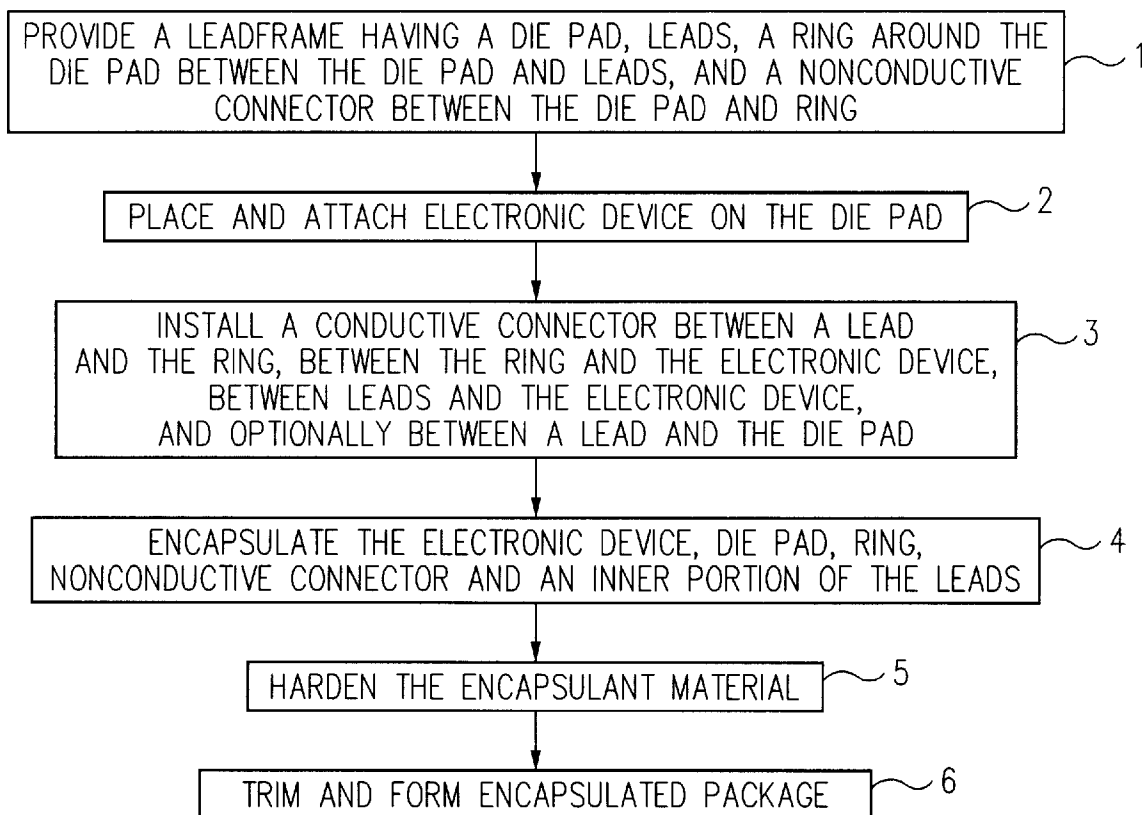 PROVIDE A LEADFRAME HAVING A DIE PAD, LEADS, A RING AROUND THE
DIE PAD BETWEEN THE DIE PAD AND LEADS, AND A NONCONDUCTIVE
CONNECTOR BETWEEN THE DIE PAD AND RING
1
PLACE AND ATTACH ELECTRONIC DEVICE ON THE DIE PAD
2
INSTALL A CONDUCTIVE CONNECTOR BETWEEN A LEAD
AND THE RING, BETWEEN THE RING AND THE ELECTRONIC DEVICE,
BETWEEN LEADS AND THE ELECTRONIC DEVICE,
AND OPTIONALLY BETWEEN A LEAD AND THE DIE PAD
3
ENCAPSULATE THE ELECTRONIC DEVICE, DIE PAD, RING,
NONCONDUCTIVE CONNECTOR AND AN INNER PORTION OF THE LEADS
4
HARDEN THE ENCAPSULANT MATERIAL
5
TRIM AND FORM ENCAPSULATED PACKAGE
6